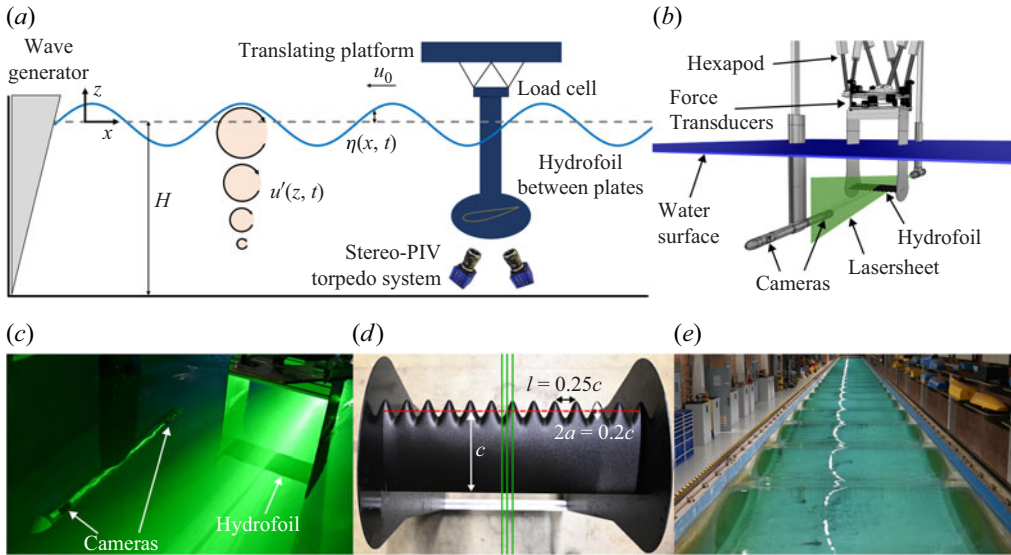 (a)
Wave
generator
z
x
H
u′(z, t)
Translating platform
u₀
η(x, t)
Load cell
Hydrofoil
between plates
Stereo-PIV
torpedo system
(b)
Hexapod
Force
Transducers
Water
surface
Hydrofoil
Lasersheet
Cameras
(c)
Cameras
Hydrofoil
(d)
l = 0.25c
2a = 0.2c
c
(e)